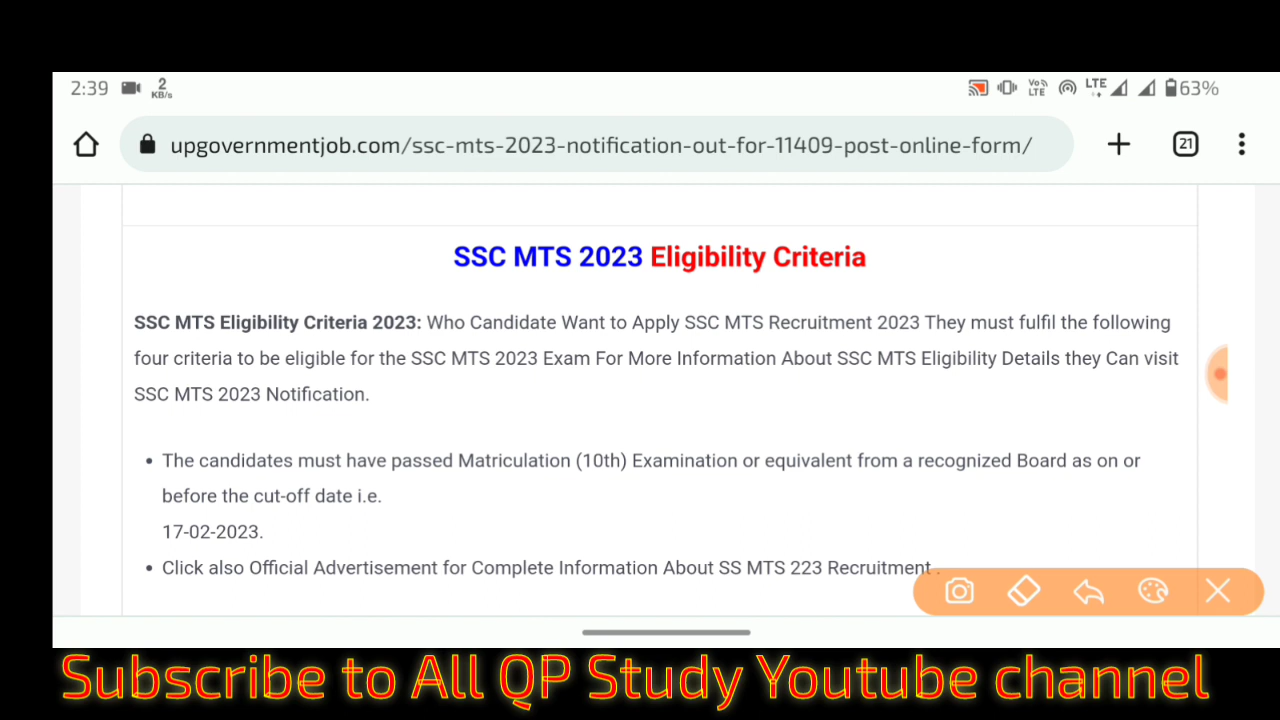 2:39 2 KB/s Vo)) LTE LTE 63%
upgovernmentjob.com/ssc-mts-2023-notification-out-for-11409-post-online-form/ 21
SSC MTS 2023 Eligibility Criteria
SSC MTS Eligibility Criteria 2023: Who Candidate Want to Apply SSC MTS Recruitment 2023 They must fulfil the following
four criteria to be eligible for the SSC MTS 2023 Exam For More Information About SSC MTS Eligibility Details they Can visit
SSC MTS 2023 Notification.
• The candidates must have passed Matriculation (10th) Examination or equivalent from a recognized Board as on or
before the cut-off date i.e.
17-02-2023.
• Click also Official Advertisement for Complete Information About SS MTS 223 Recruitment .
Subscribe to All QP Study Youtube channel